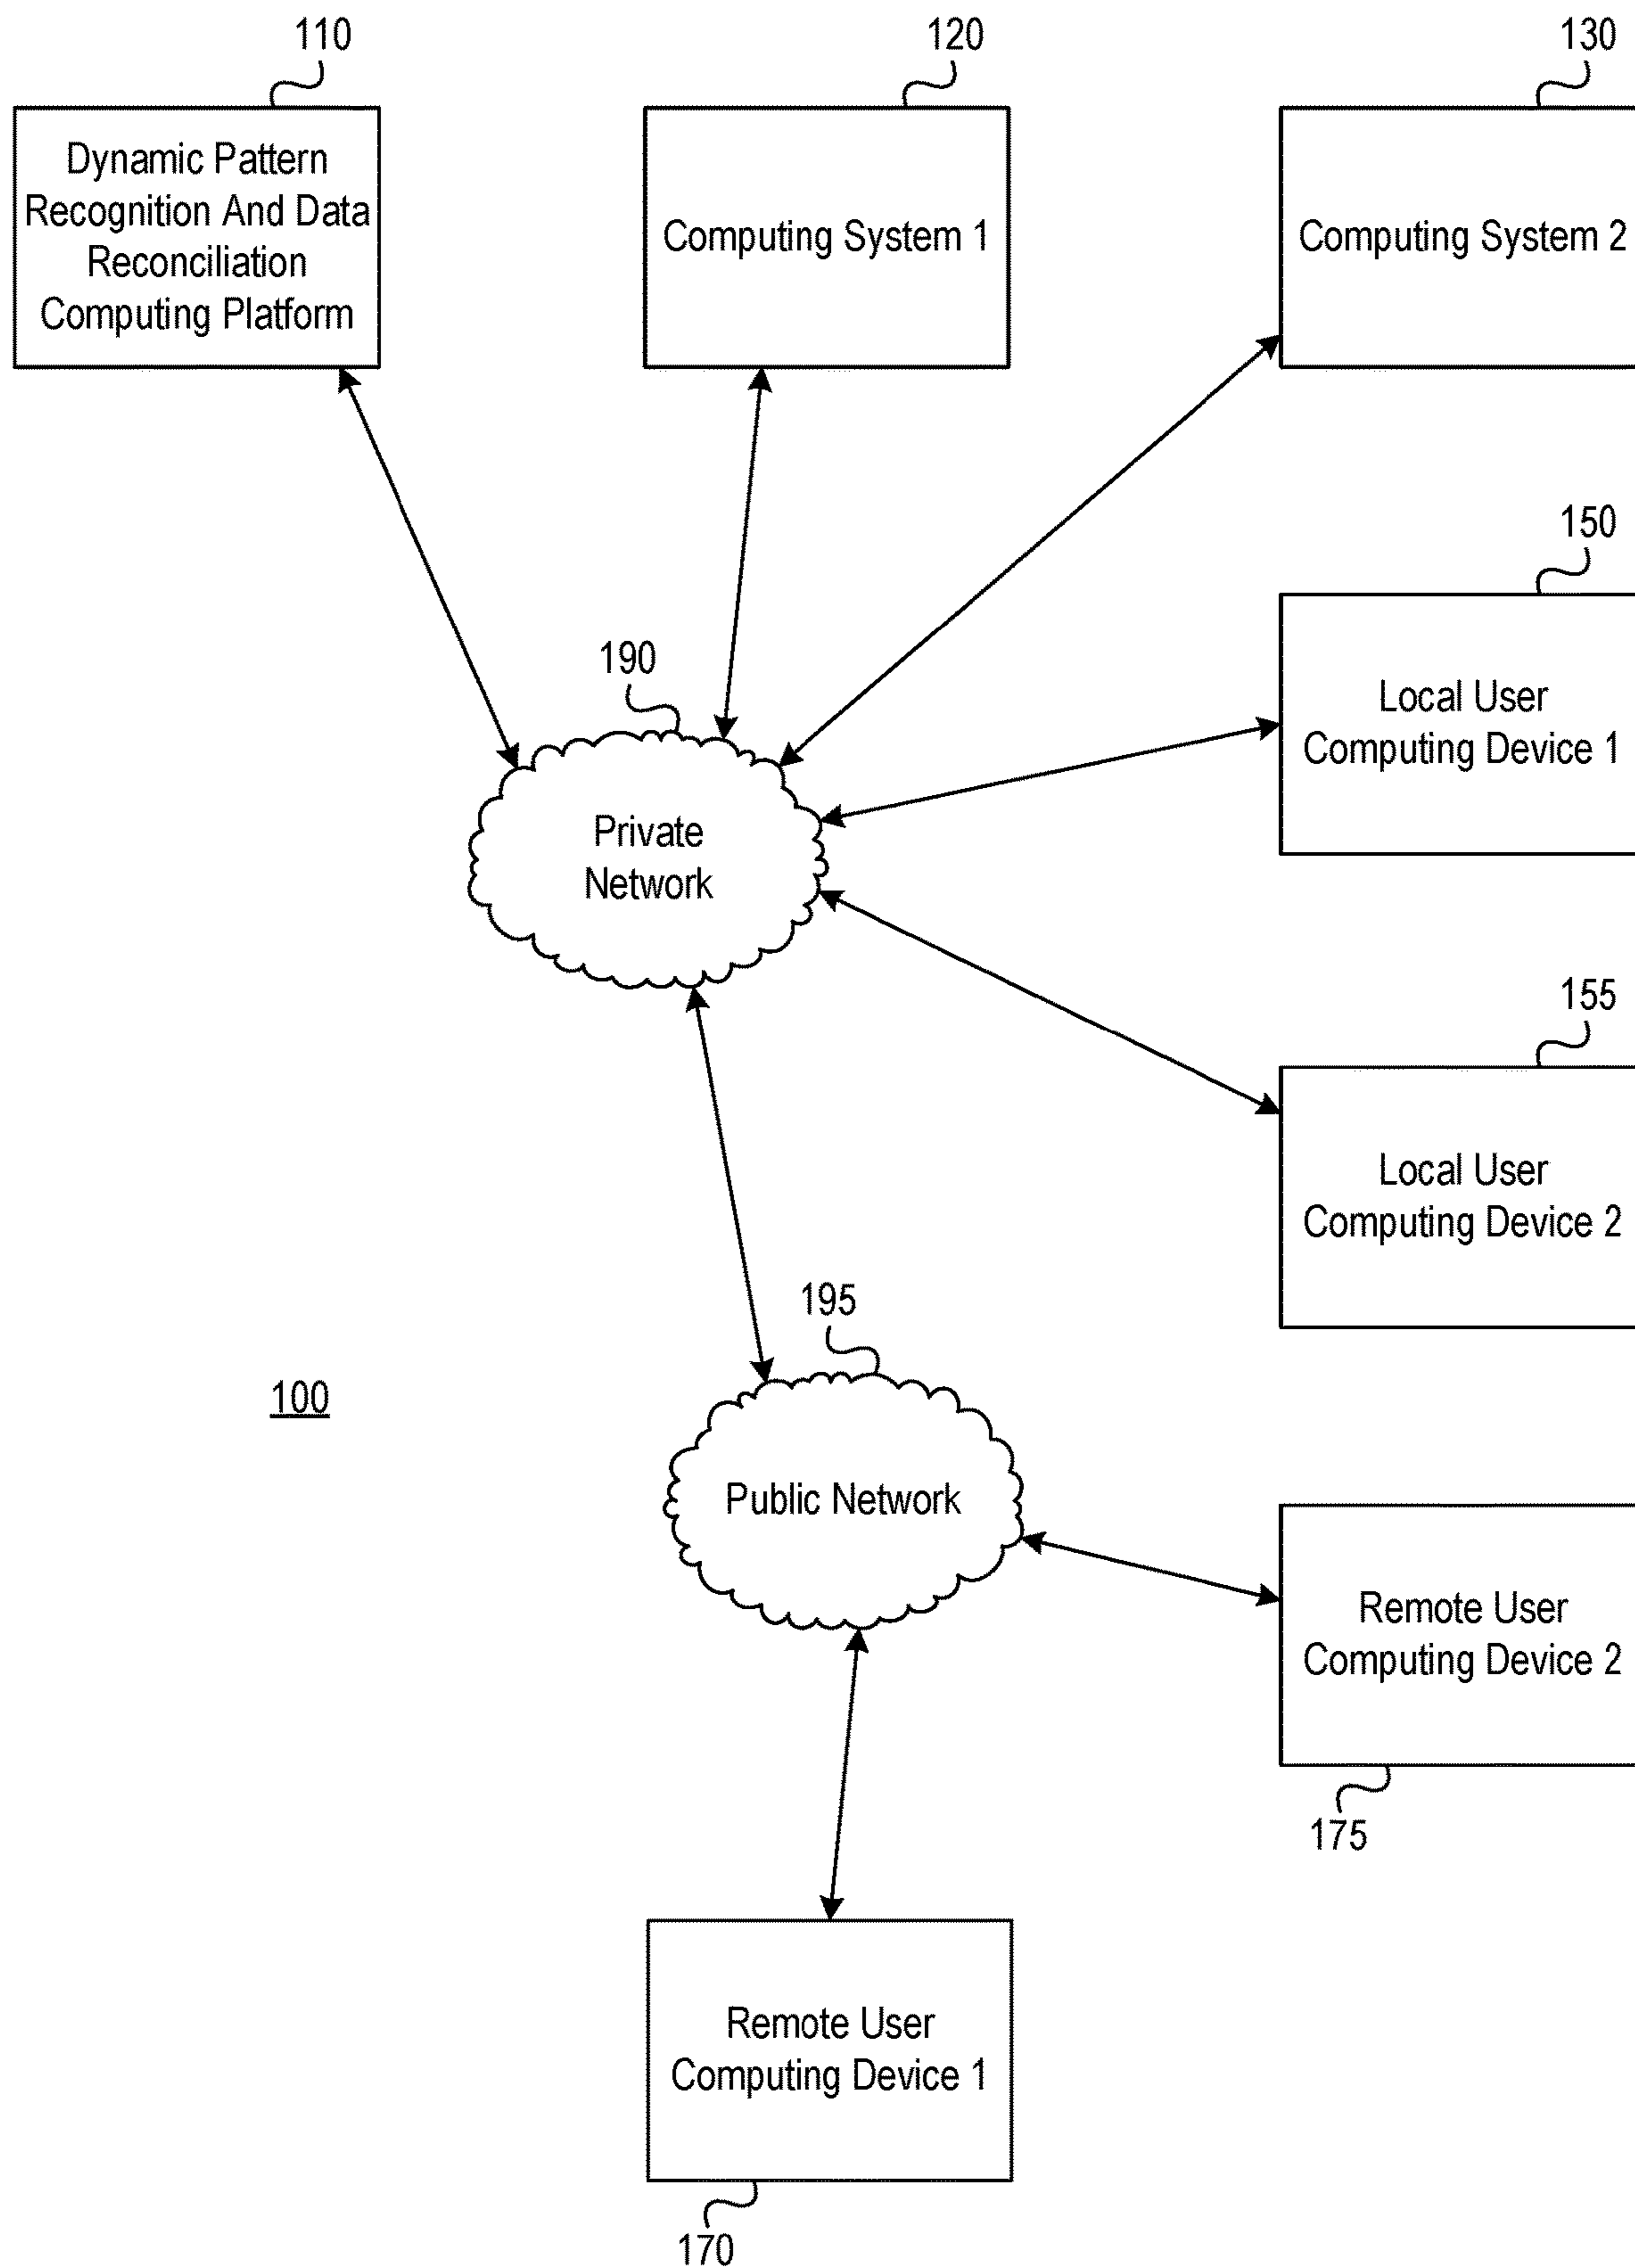 110
120
130
Dynamic Pattern
Recognition And Data
Reconciliation
Computing Platform
Computing System 1
Computing System 2
150
Local User
Computing Device 1
190
Private
Network
155
Local User
Computing Device 2
195
100
Public Network
Remote User
Computing Device 2
175
Remote User
Computing Device 1
170